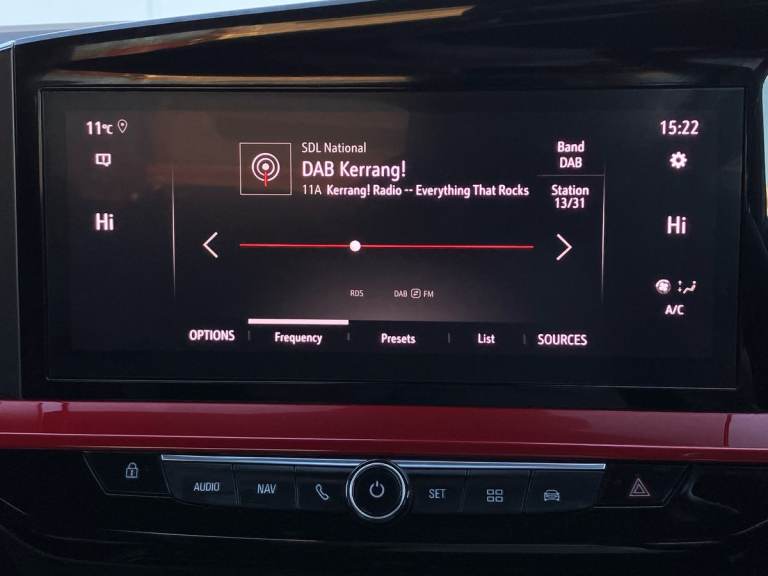 11°C
15:22
SDL National
DAB Kerrang!
11A Kerrang! Radio -- Everything That Rocks
Band
DAB
Station
13/31
Hi
Hi
RDS
DAB FM
A/C
OPTIONS
Frequency
Presets
List
SOURCES
AUDIO
NAV
SET